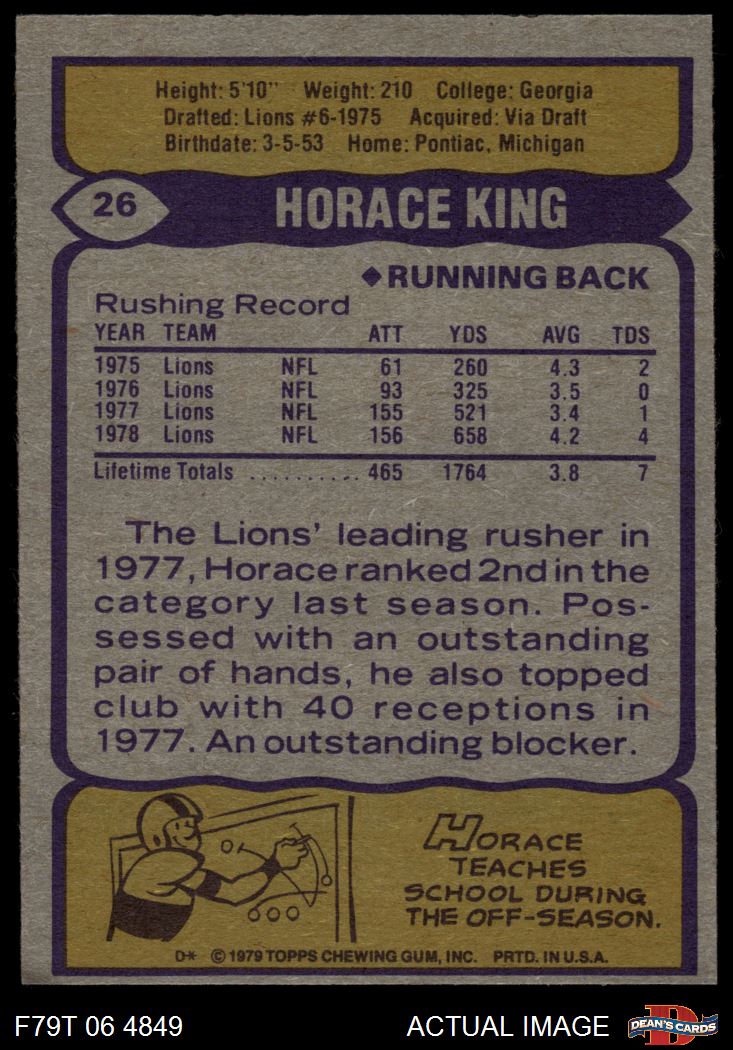 Height: 5'10" Weight: 210 College: Georgia
Drafted: Lions #6-1975 Acquired: Via Draft
Birthdate: 3-5-53 Home: Pontiac, Michigan
26 HORACE KING
◆RUNNING BACK
Rushing Record
YEAR TEAM ATT YDS AVG TDS
1975 Lions NFL 61 260 4.3 2
1976 Lions NFL 93 325 3.5 0
1977 Lions NFL 155 521 3.4 1
1978 Lions NFL 156 658 4.2 4
Lifetime Totals .......... 465 1764 3.8 7
The Lions' leading rusher in
1977, Horace ranked 2nd in the
category last season. Pos-
sessed with an outstanding
pair of hands, he also topped
club with 40 receptions in
1977. An outstanding blocker.
HORACE
TEACHES
SCHOOL DURING
THE OFF-SEASON.
D* © 1979 TOPPS CHEWING GUM, INC. PRTD. IN U.S.A.
F79T 06 4849 ACTUAL IMAGE DEAN'S CARDS